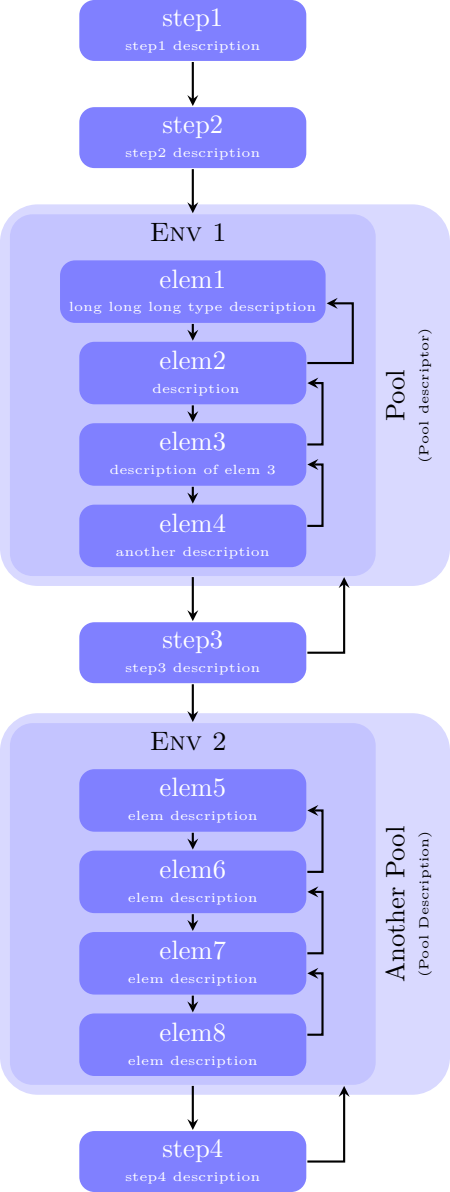 step1
step1 description
step2
step2 description
ENV 1
elem1
long long long type description
elem2
description
elem3
description of elem 3
elem4
another description
Pool
(Pool descriptor)
step3
step3 description
ENV 2
elem5
elem description
elem6
elem description
elem7
elem description
elem8
elem description
Another Pool
(Pool Description)
step4
step4 description